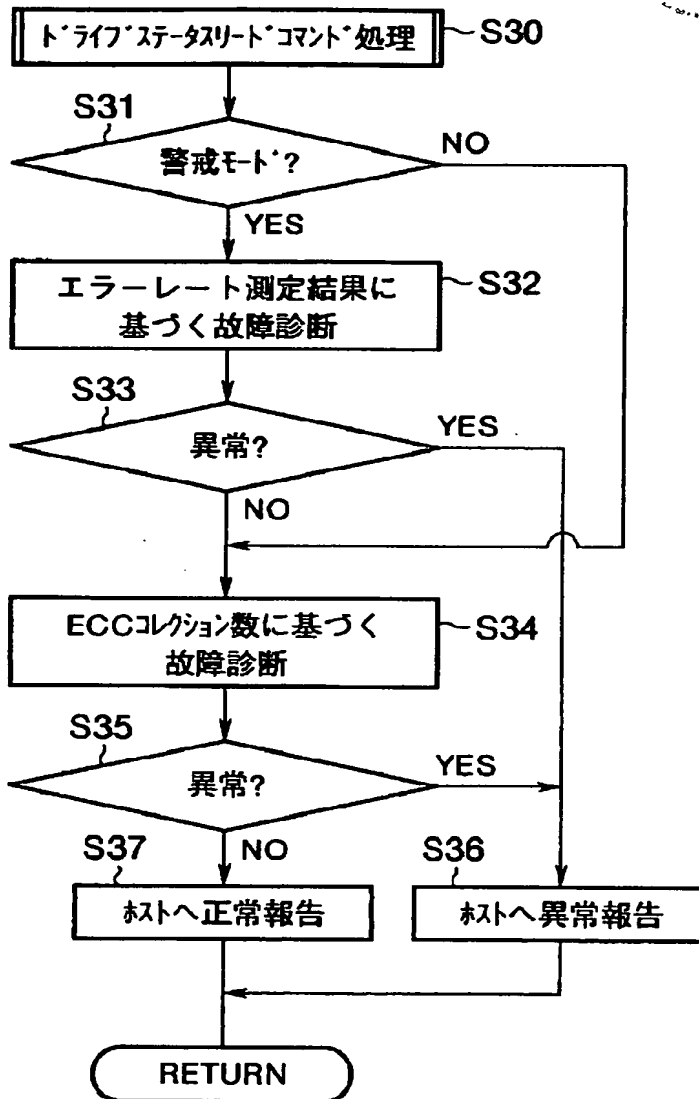 ドライブステータスリードコマンド処理
S30
S31
警戒モード?
NO
YES
エラーレート測定結果に
基づく故障診断
S32
S33
異常?
YES
NO
ECCコレクション数に基づく
故障診断
S34
S35
異常?
YES
NO
S37
ホストへ正常報告
S36
ホストへ異常報告
RETURN